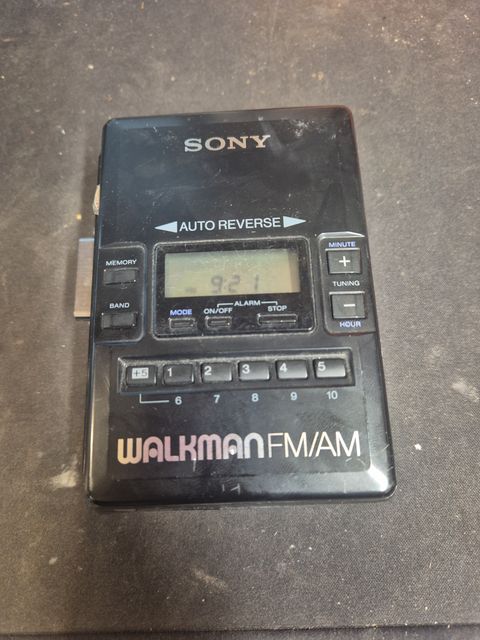 SONY
◀AUTO REVERSE▶
MINUTE
+
TUNING
−
HOUR
MEMORY
BAND
9:21
MODE
ALARM
ON/OFF
STOP
+5 1 2 3 4 5
6 7 8 9 10
WALKMAN FM/AM